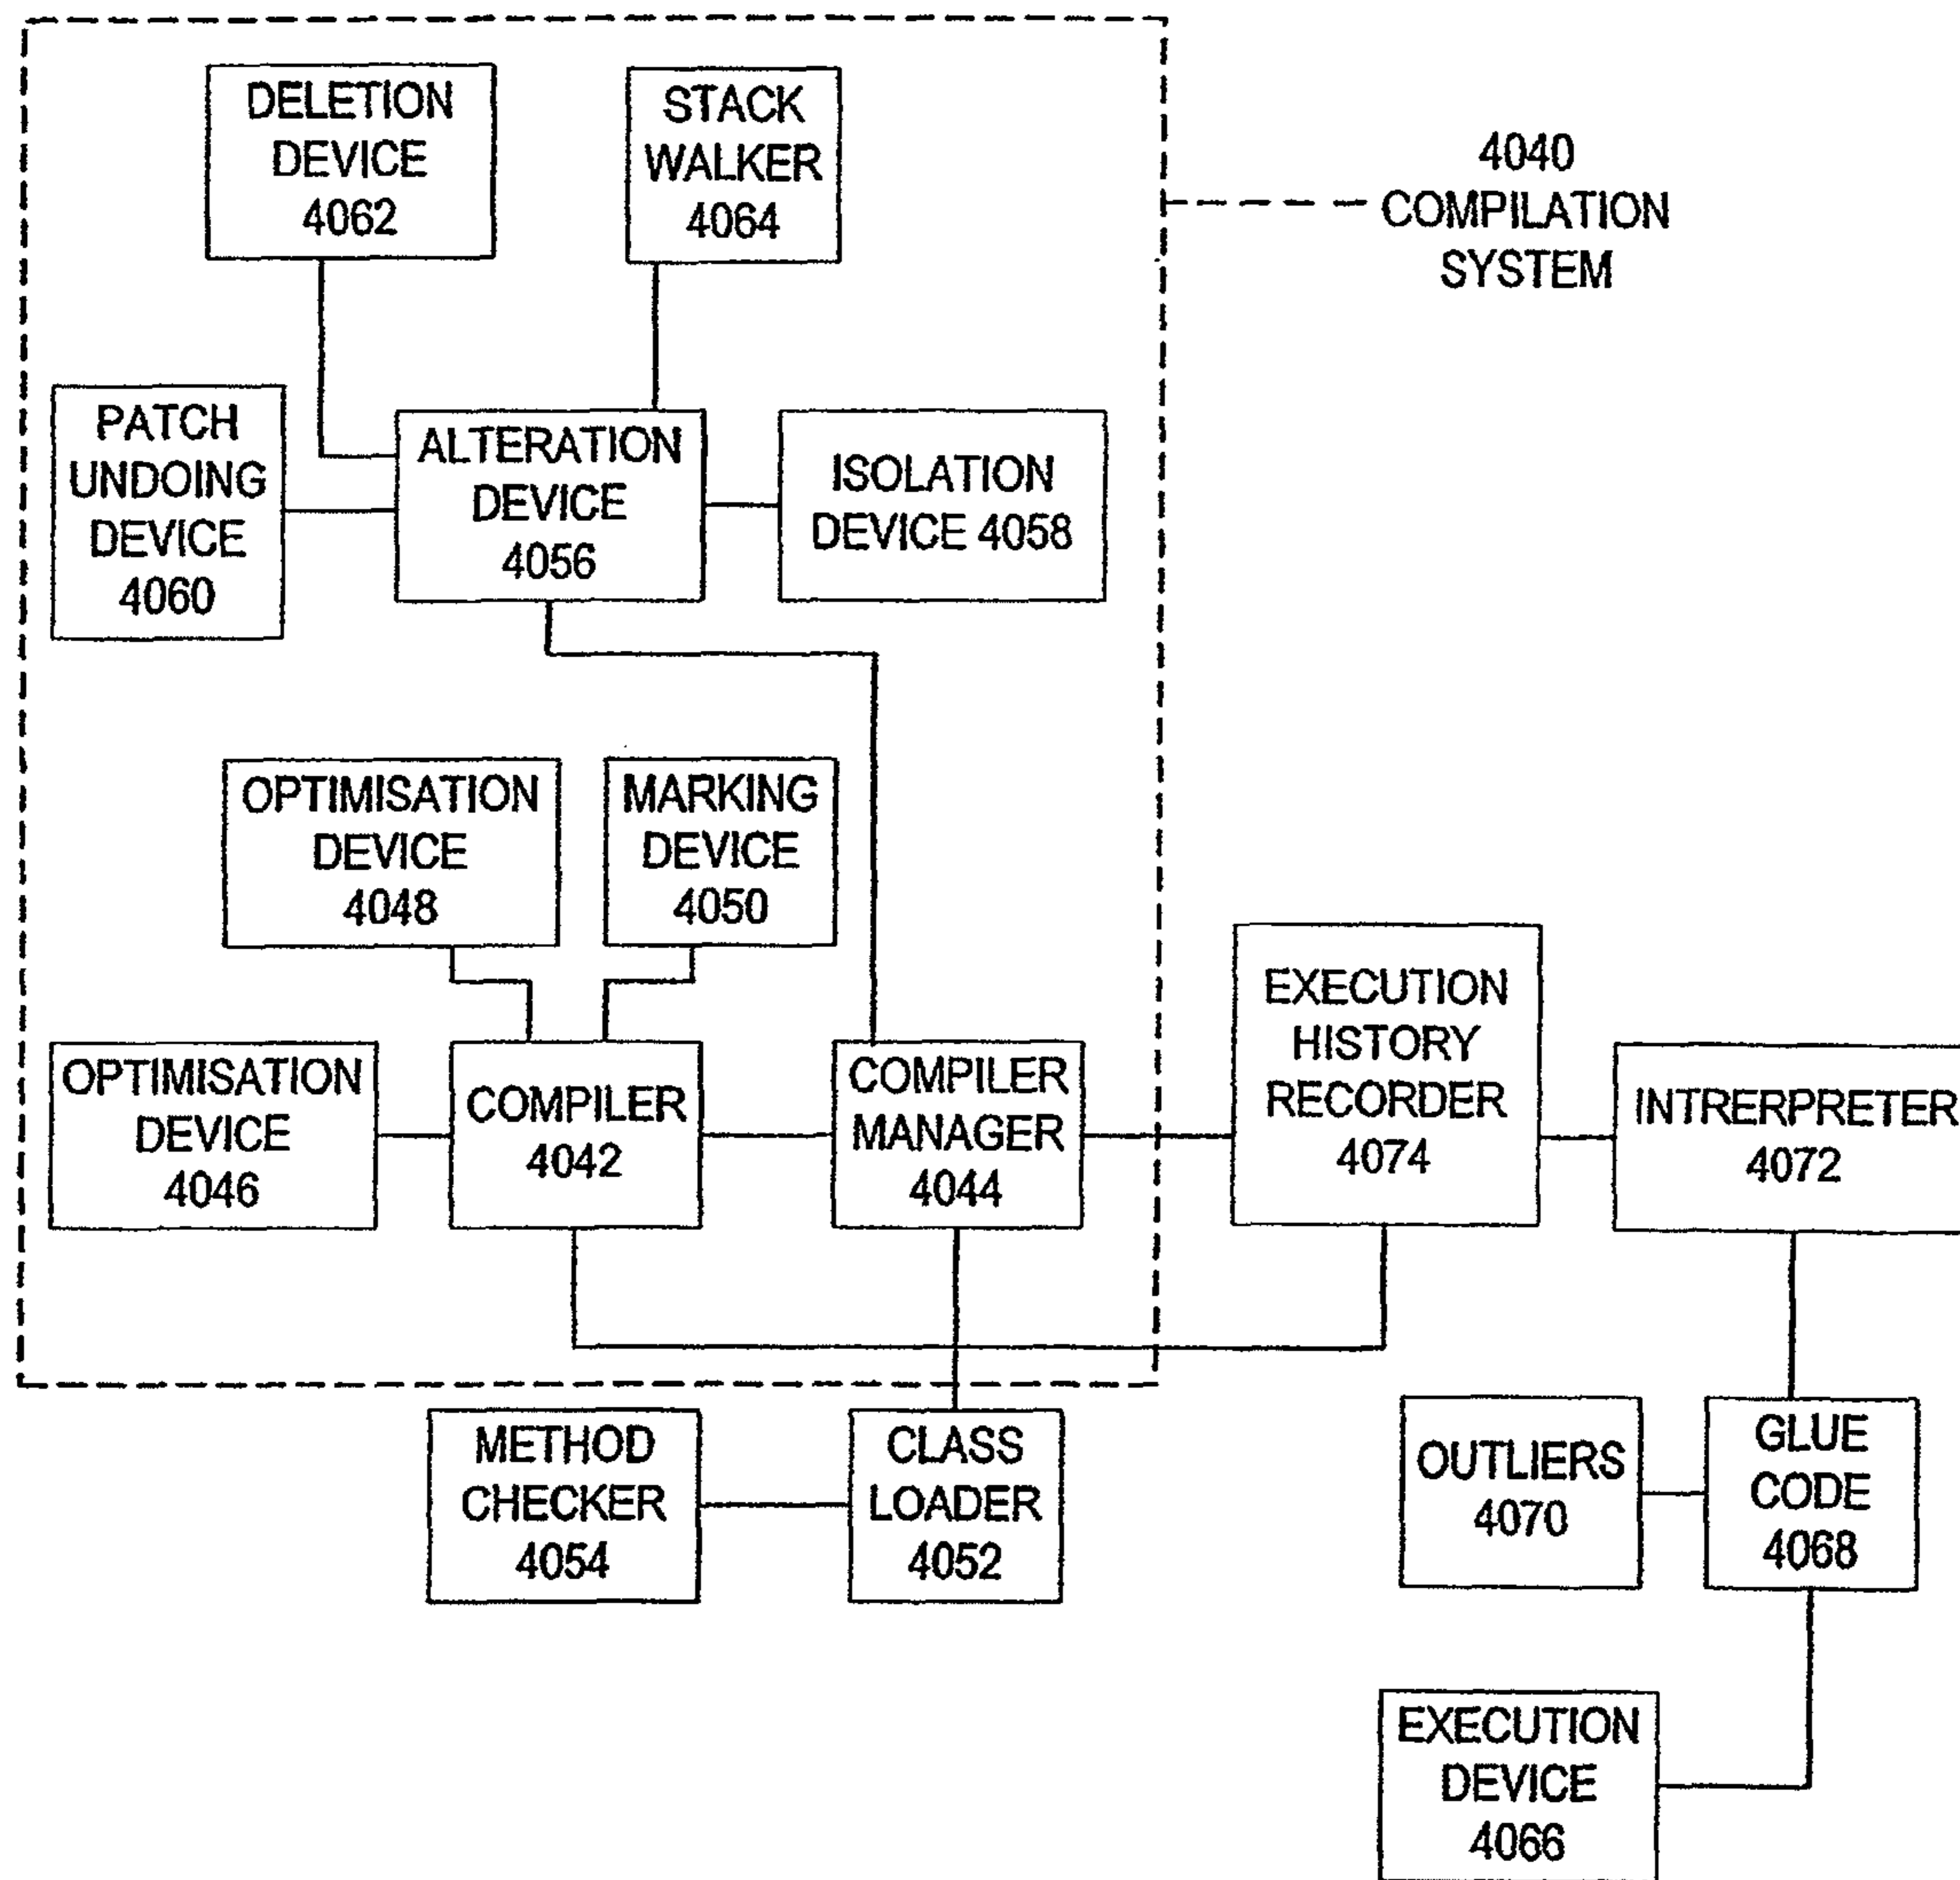 DELETION
DEVICE
4062
STACK
WALKER
4064
4040
COMPILATION
SYSTEM
PATCH
UNDOING
DEVICE
4060
ALTERATION
DEVICE
4056
ISOLATION
DEVICE 4058
OPTIMISATION
DEVICE
4048
MARKING
DEVICE
4050
OPTIMISATION
DEVICE
4046
COMPILER
4042
COMPILER
MANAGER
4044
EXECUTION
HISTORY
RECORDER
4074
INTRERPRETER
4072
METHOD
CHECKER
4054
CLASS
LOADER
4052
OUTLIERS
4070
GLUE
CODE
4068
EXECUTION
DEVICE
4066